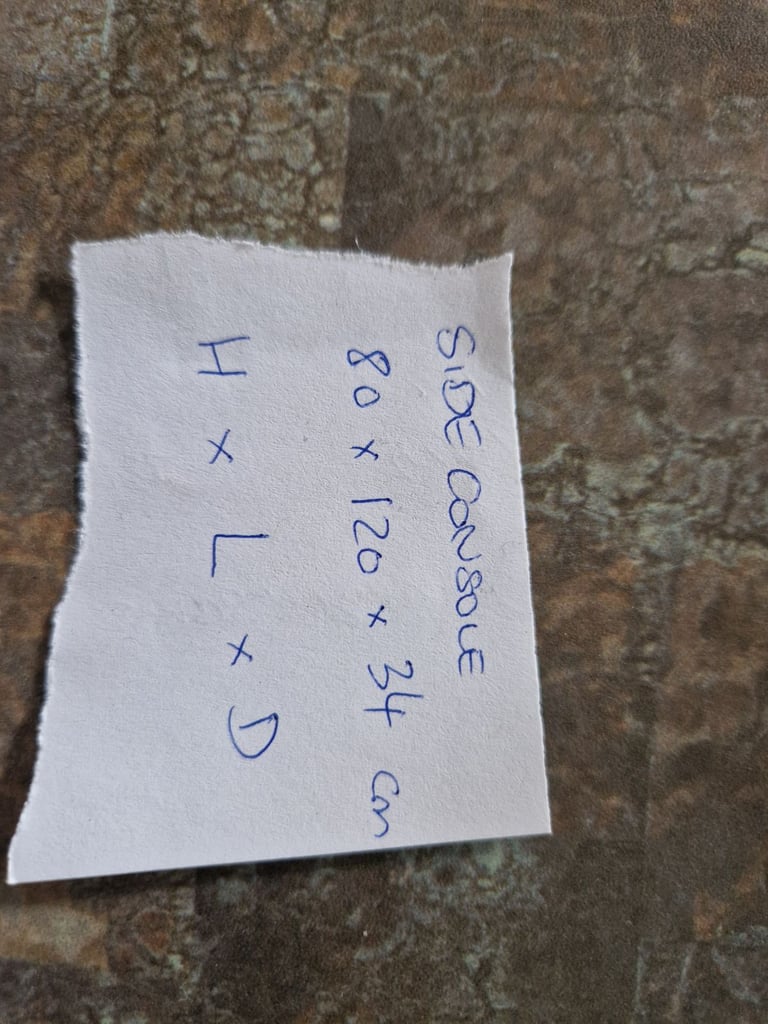 SIDE CONSOLE
80 x 120 x 34 cm
H x L x D